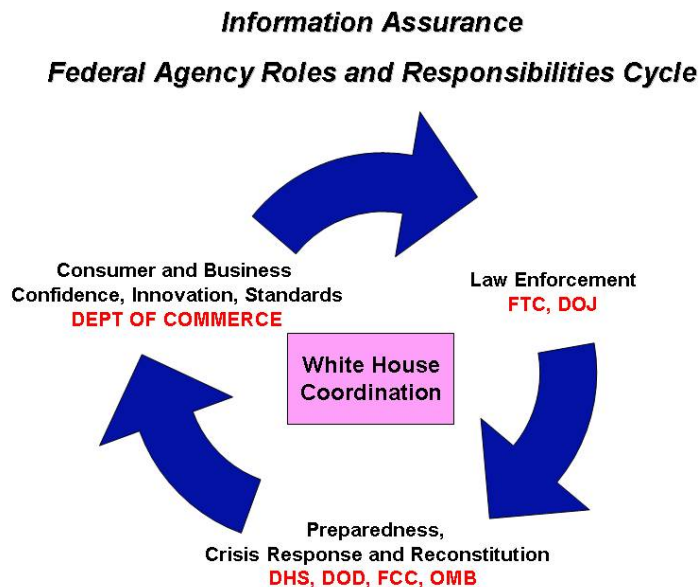 Information Assurance
Federal Agency Roles and Responsibilities Cycle
Consumer and Business
Confidence, Innovation, Standards
DEPT OF COMMERCE
Law Enforcement
FTC, DOJ
White House
Coordination
Preparedness,
Crisis Response and Reconstitution
DHS, DOD, FCC, OMB